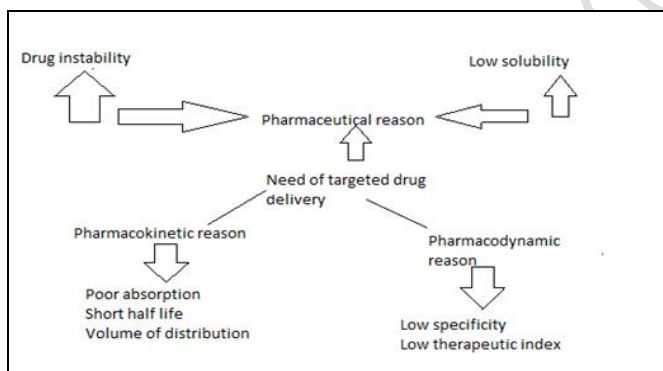 Drug instability
Low solubility
Pharmaceutical reason
Need of targeted drug
delivery
Pharmacokinetic reason
Pharmacodynamic
reason
Poor absorption
Short half life
Volume of distribution
Low specificity
Low therapeutic index